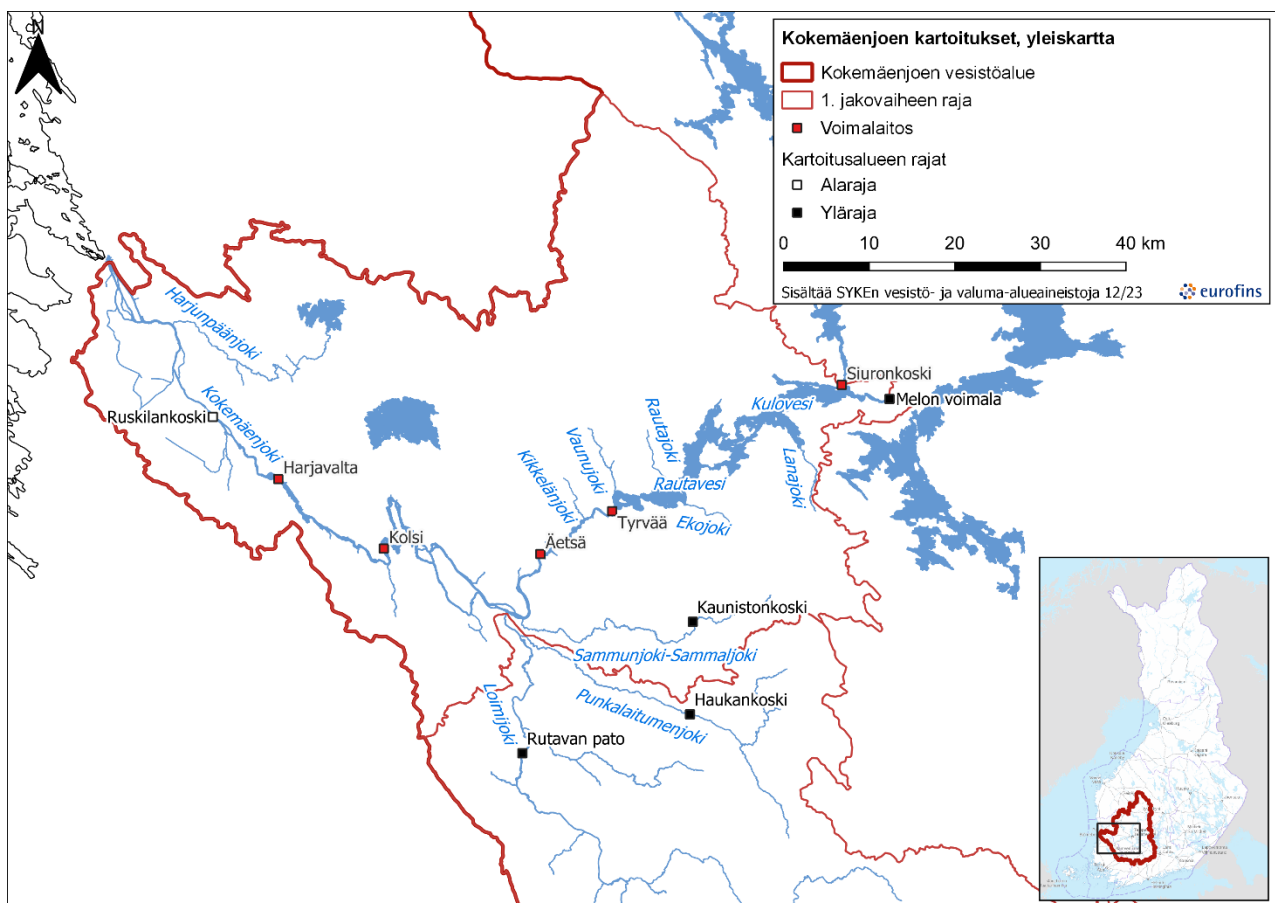 N
Kokemäenjoen kartoitukset, yleiskartta
Kokemäenjoen vesistöalue
1. jakovaiheen raja
Voimalaitos
Kartoitusalueen rajat
Alaraja
Yläraja
0 10 20 30 40 km
Sisältää SYKEn vesistö- ja valuma-alueaineistoja 12/23
eurofins
Harjunpäänjoki
Siuronkoski
Kulovesi
Melon voimala
Ruskilankoski
Kokemäenjoki
Rautajoki
Vaunujoki
Kikkelänjoki
Lanajoki
Harjavalta
Rautavesi
Tyrvää
Ekojoki
Kolsi
Äetsä
Kaunistonkoski
Sammunjoki-Sammaljoki
Loimijoki
Punkalaitumenjoki
Haukankoski
Rutavan pato